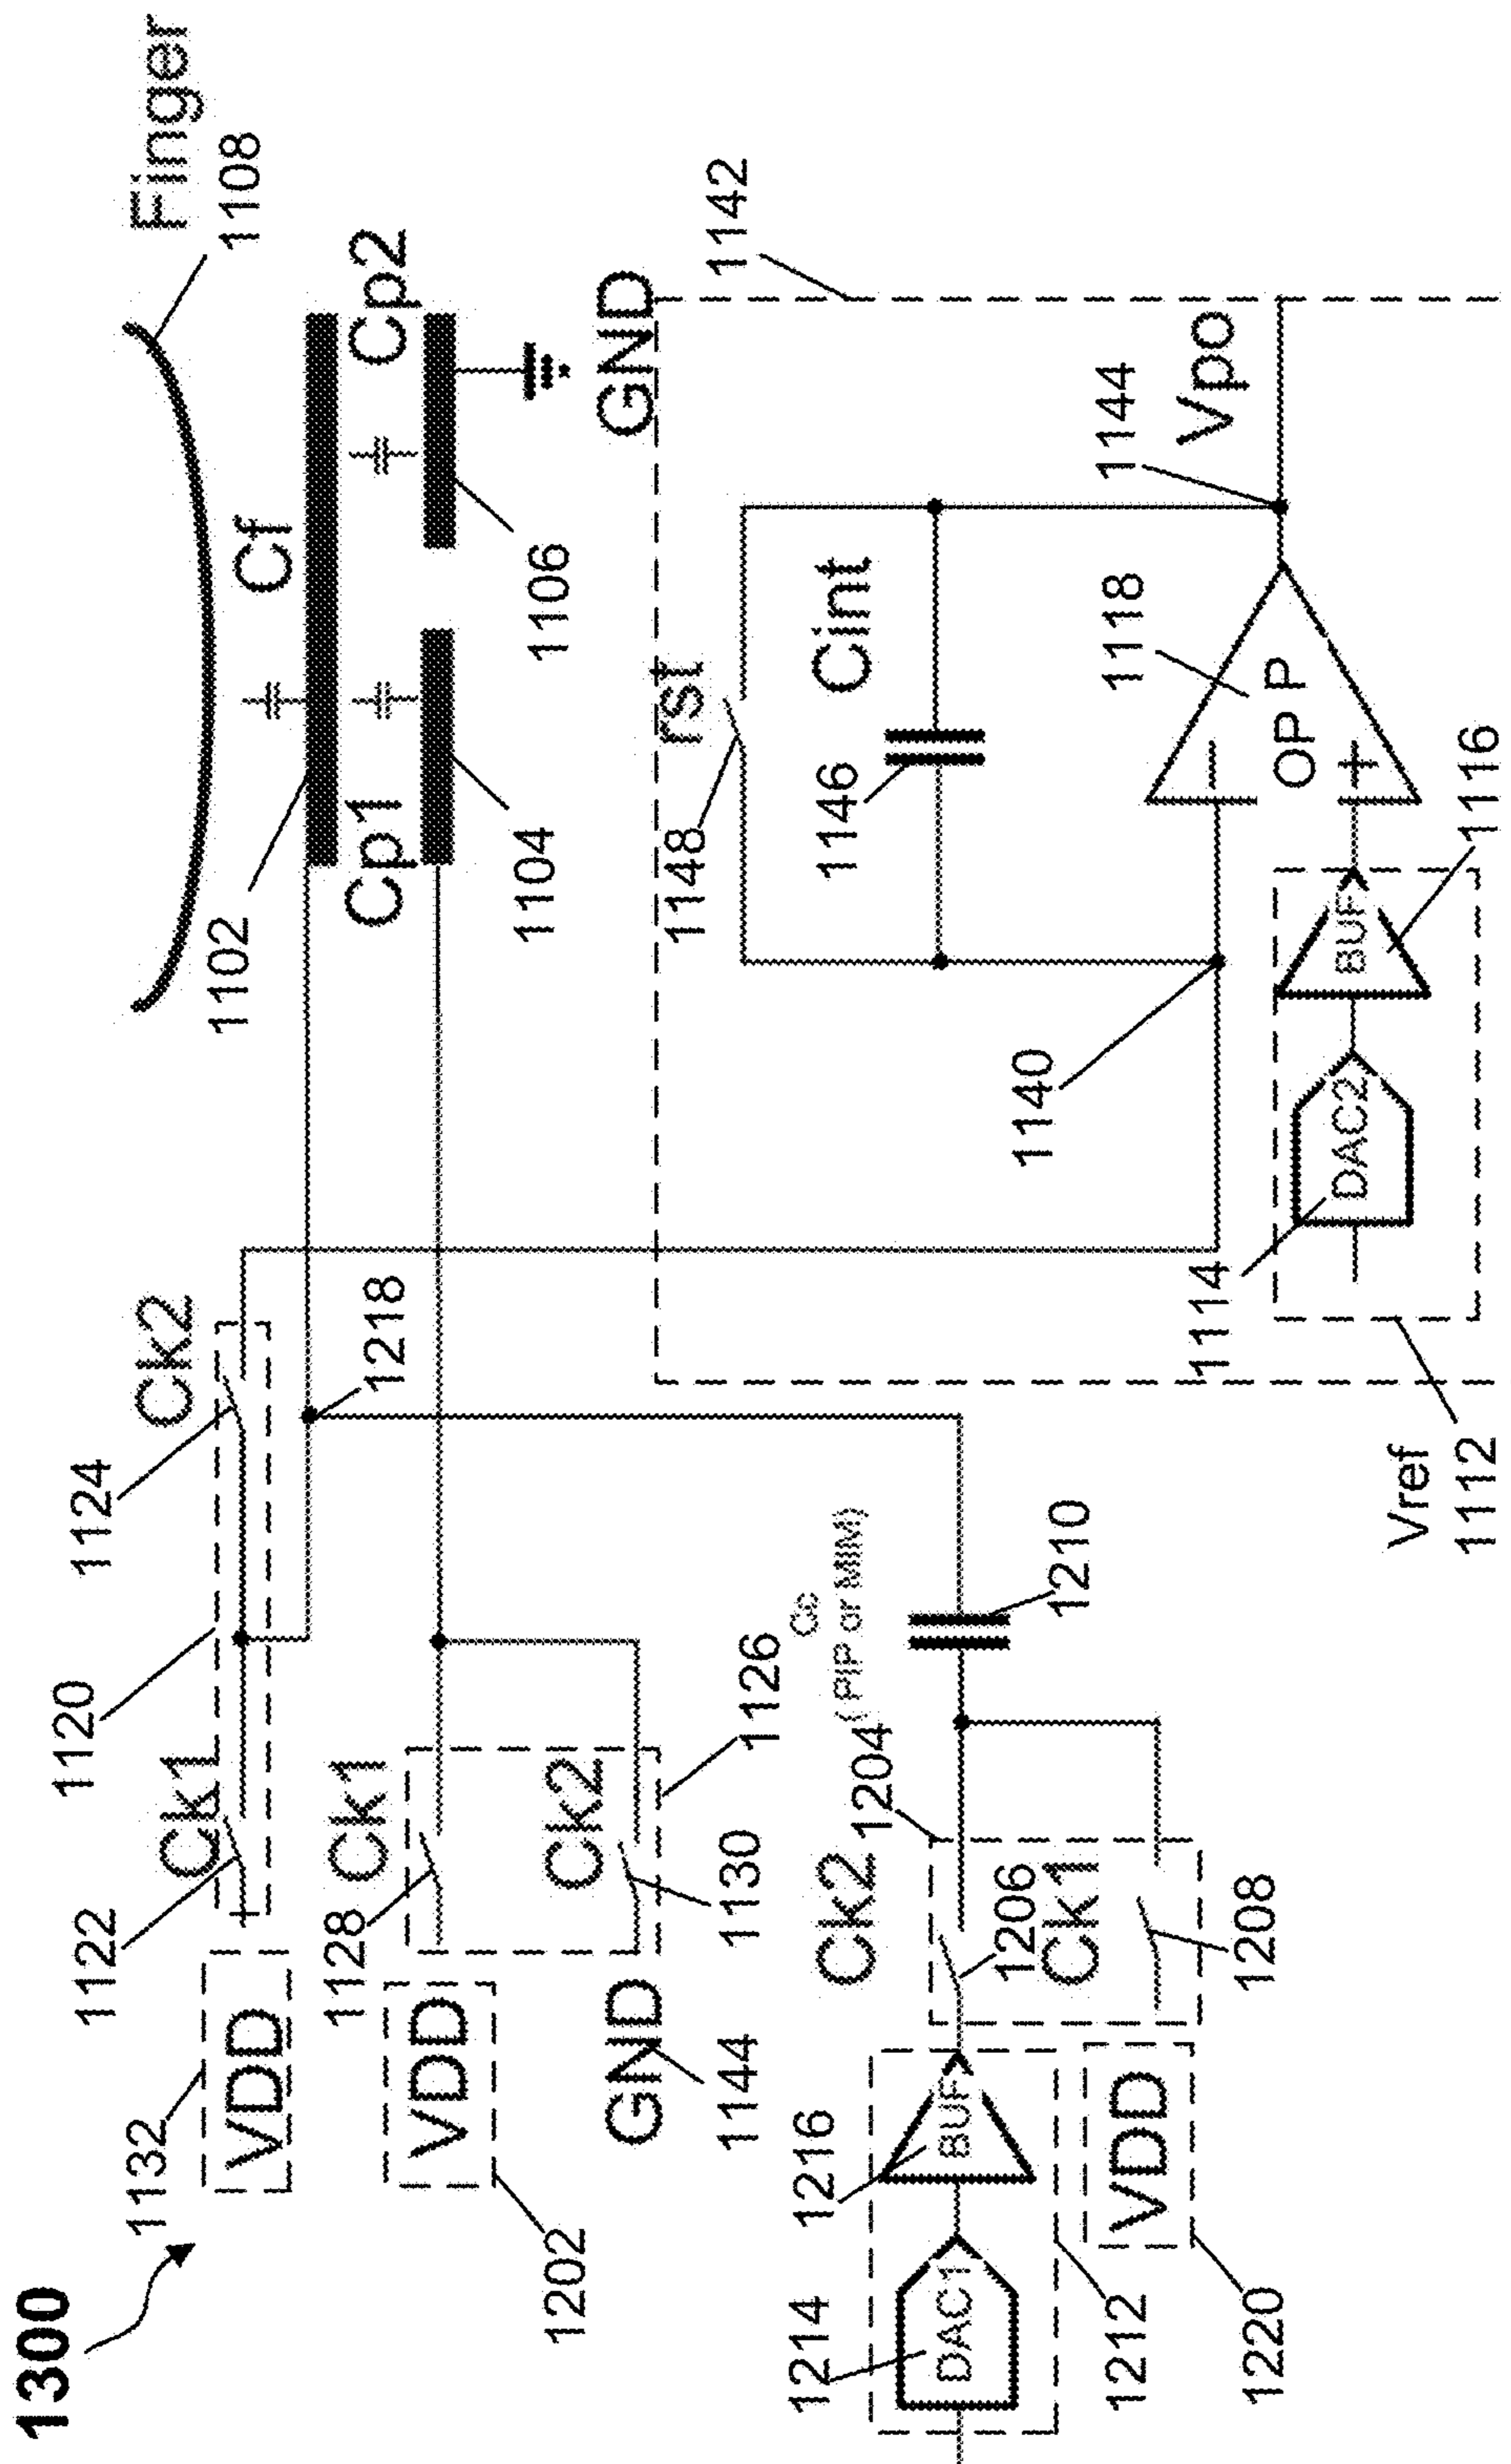 1300
Finger
1108
Cf
1102
Cp1
Cp2
1104
1106
GND
1142
1132
VDD
1122
Ck1
1120
1124
Ck2
1218
1202
VDD
1128
Ck1
Ck2
1126
1130
GND
1144
rst
1148
1146
Cint
1140
1118
1144
Vpo
OP P
−
+
1114
DAC2
BUF
1116
Vref
1112
(PIP or MIM)
1210
1204
Ck2
1206
Ck1
1208
1214
DAC1
1216
BUF
1212
VDD
1220